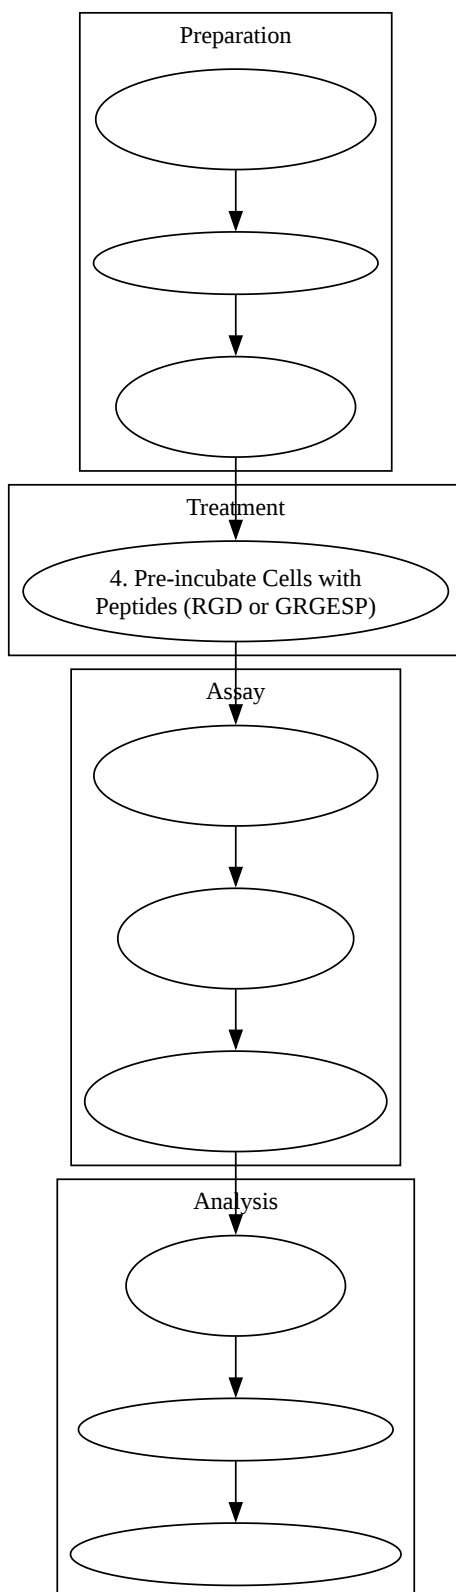 Preparation
Treatment
4. Pre-incubate Cells with
Peptides (RGD or GRGESP)
Assay
Analysis